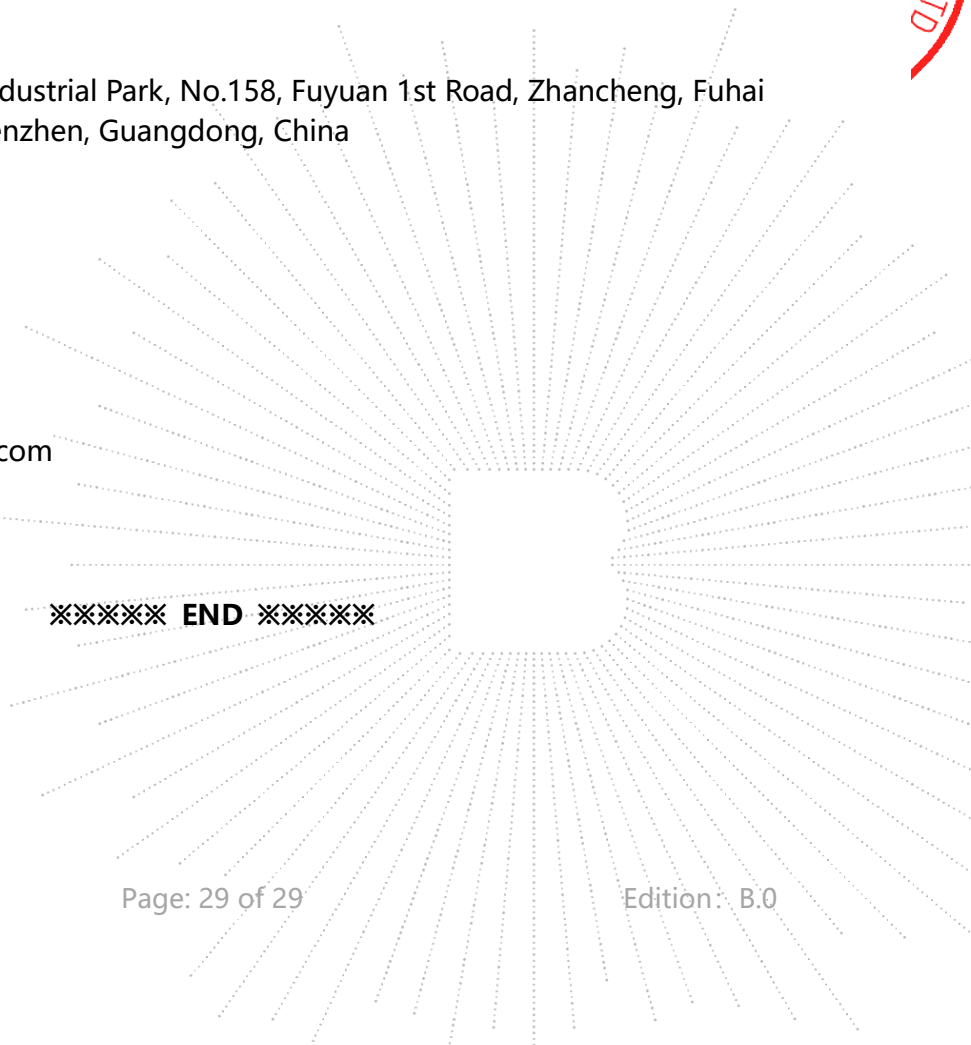 TD
dustrial Park, No.158, Fuyuan 1st Road, Zhancheng, Fuhai
enzhen, Guangdong, China
com
※※※※※ END ※※※※※
Page: 29 of 29 Edition：B.0